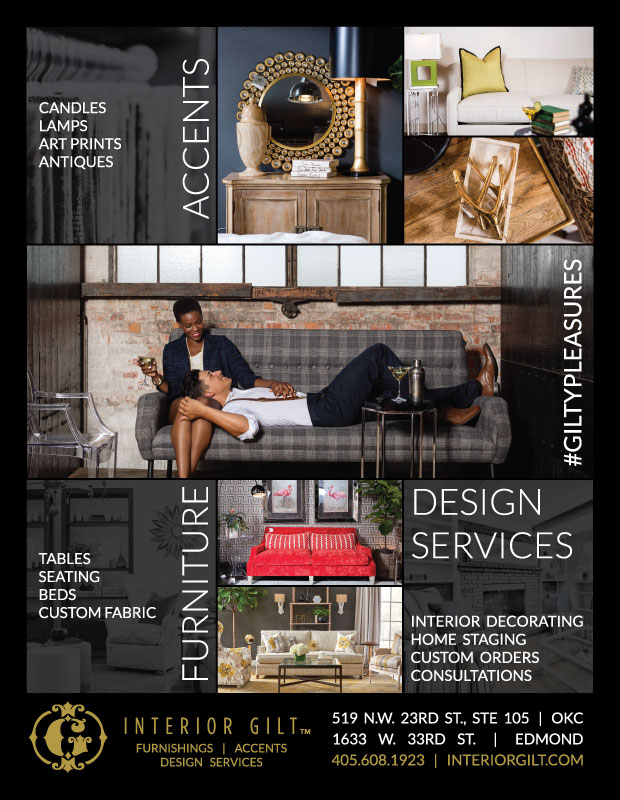 CANDLES
LAMPS
ART PRINTS
ANTIQUES
ACCENTS
#GILTYPLEASURES
TABLES
SEATING
BEDS
CUSTOM FABRIC
FURNITURE
DESIGN
SERVICES
INTERIOR DECORATING
HOME STAGING
CUSTOM ORDERS
CONSULTATIONS
G
INTERIOR GILT™
FURNISHINGS | ACCENTS
DESIGN SERVICES
519 N.W. 23RD ST., STE 105 | OKC
1633 W. 33RD ST. | EDMOND
405.608.1923 | INTERIORGILT.COM